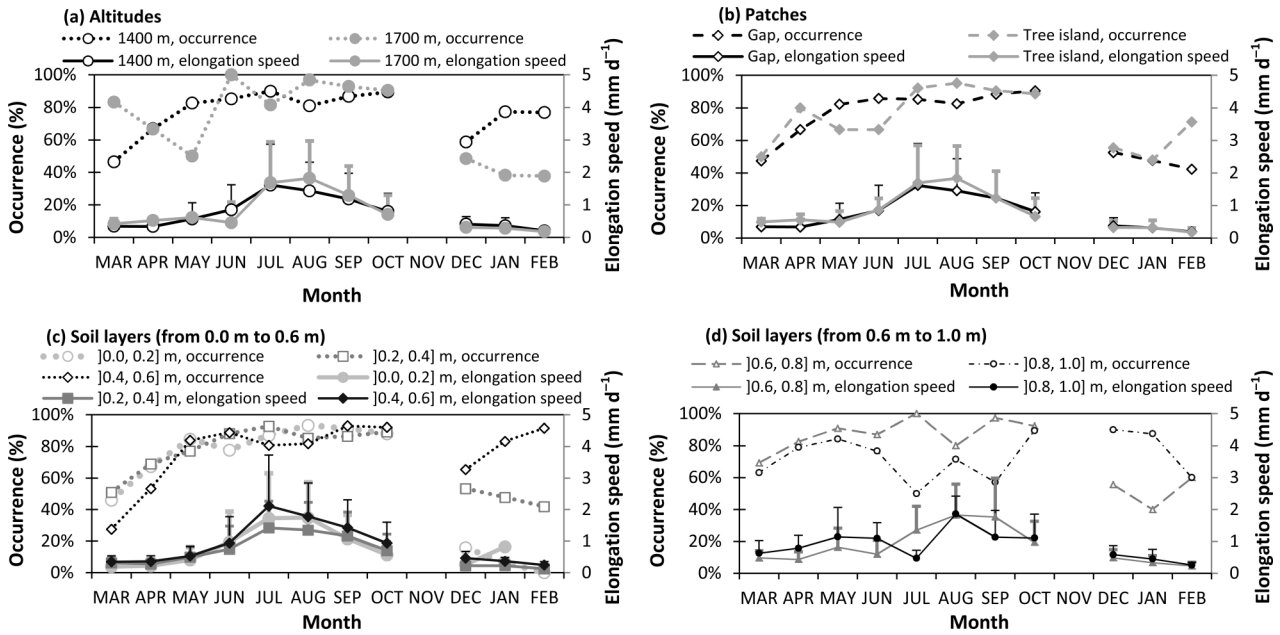 (a) Altitudes
1400 m, occurrence
1700 m, occurrence
1400 m, elongation speed
1700 m, elongation speed
Occurrence (%)
100%
80%
60%
40%
20%
0%
5
4
3
2
1
0
Elongation speed (mm d⁻¹)
MAR APR MAY JUN JUL AUG SEP OCT NOV DEC JAN FEB
Month
(b) Patches
Gap, occurrence
Tree island, occurrence
Gap, elongation speed
Tree island, elongation speed
Occurrence (%)
100%
80%
60%
40%
20%
0%
5
4
3
2
1
0
Elongation speed (mm d⁻¹)
MAR APR MAY JUN JUL AUG SEP OCT NOV DEC JAN FEB
Month
(c) Soil layers (from 0.0 m to 0.6 m)
]0.0, 0.2] m, occurrence
]0.2, 0.4] m, occurrence
]0.4, 0.6] m, occurrence
]0.0, 0.2] m, elongation speed
]0.2, 0.4] m, elongation speed
]0.4, 0.6] m, elongation speed
Occurrence (%)
100%
80%
60%
40%
20%
0%
5
4
3
2
1
0
Elongation speed (mm d⁻¹)
MAR APR MAY JUN JUL AUG SEP OCT NOV DEC JAN FEB
Month
(d) Soil layers (from 0.6 m to 1.0 m)
]0.6, 0.8] m, occurrence
]0.8, 1.0] m, occurrence
]0.6, 0.8] m, elongation speed
]0.8, 1.0] m, elongation speed
Occurrence (%)
100%
80%
60%
40%
20%
0%
5
4
3
2
1
0
Elongation speed (mm d⁻¹)
MAR APR MAY JUN JUL AUG SEP OCT NOV DEC JAN FEB
Month